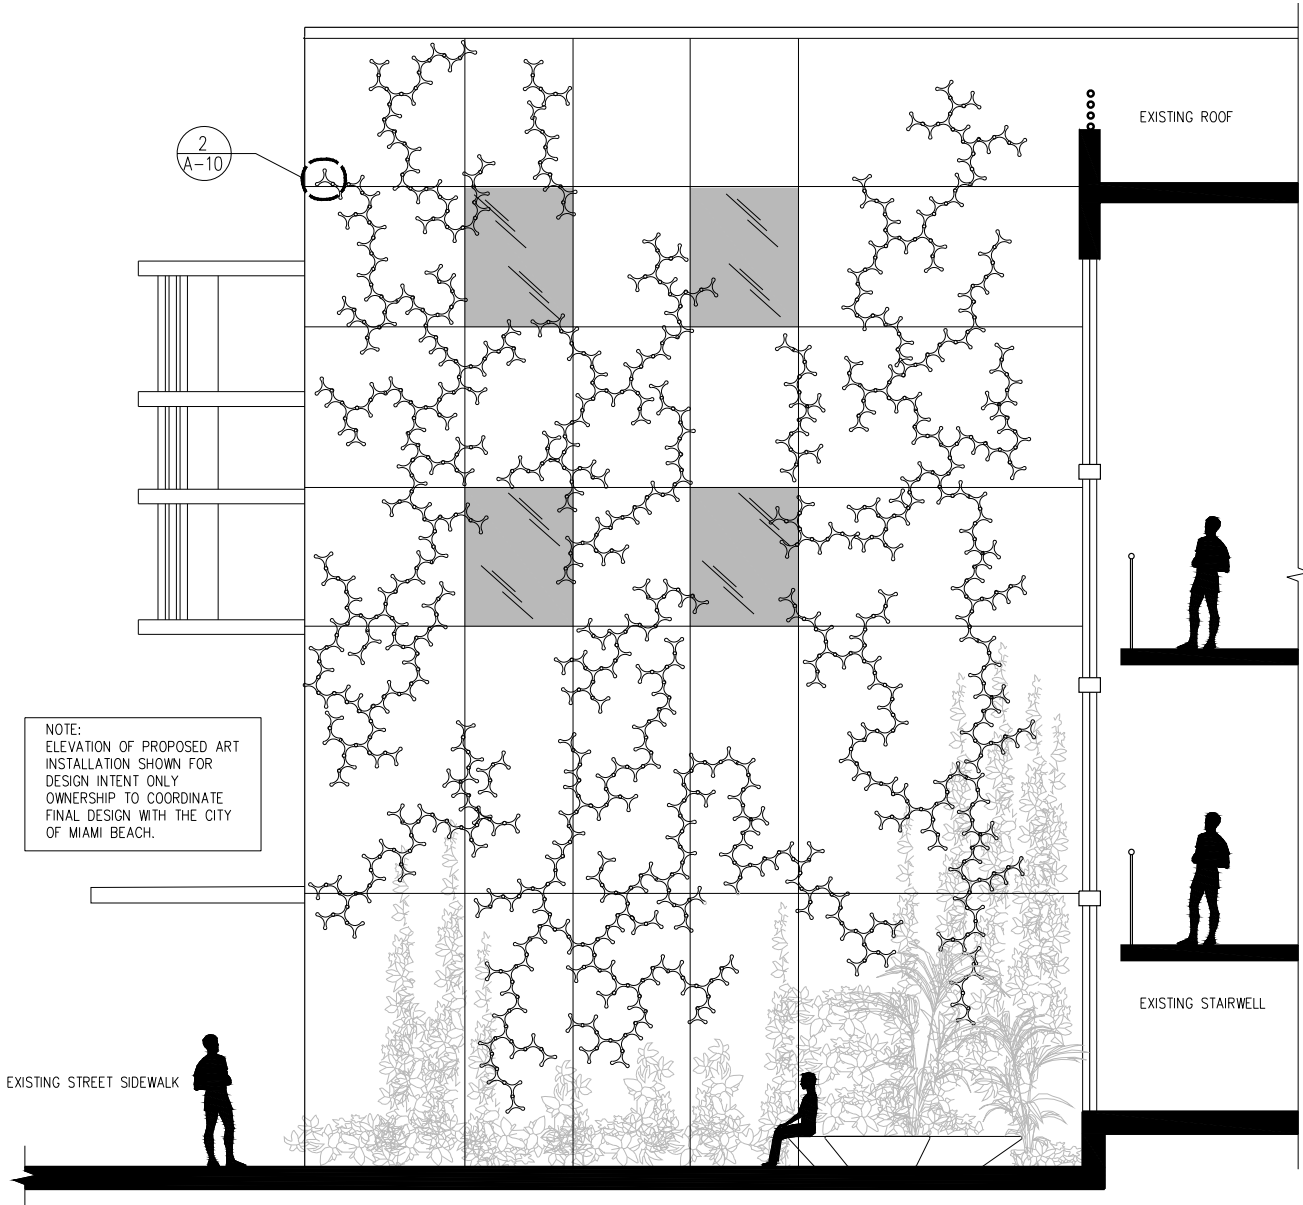 EXISTING ROOF
2
A-10
NOTE:
ELEVATION OF PROPOSED ART
INSTALLATION SHOWN FOR
DESIGN INTENT ONLY
OWNERSHIP TO COORDINATE
FINAL DESIGN WITH THE CITY
OF MIAMI BEACH.
EXISTING STAIRWELL
EXISTING STREET SIDEWALK